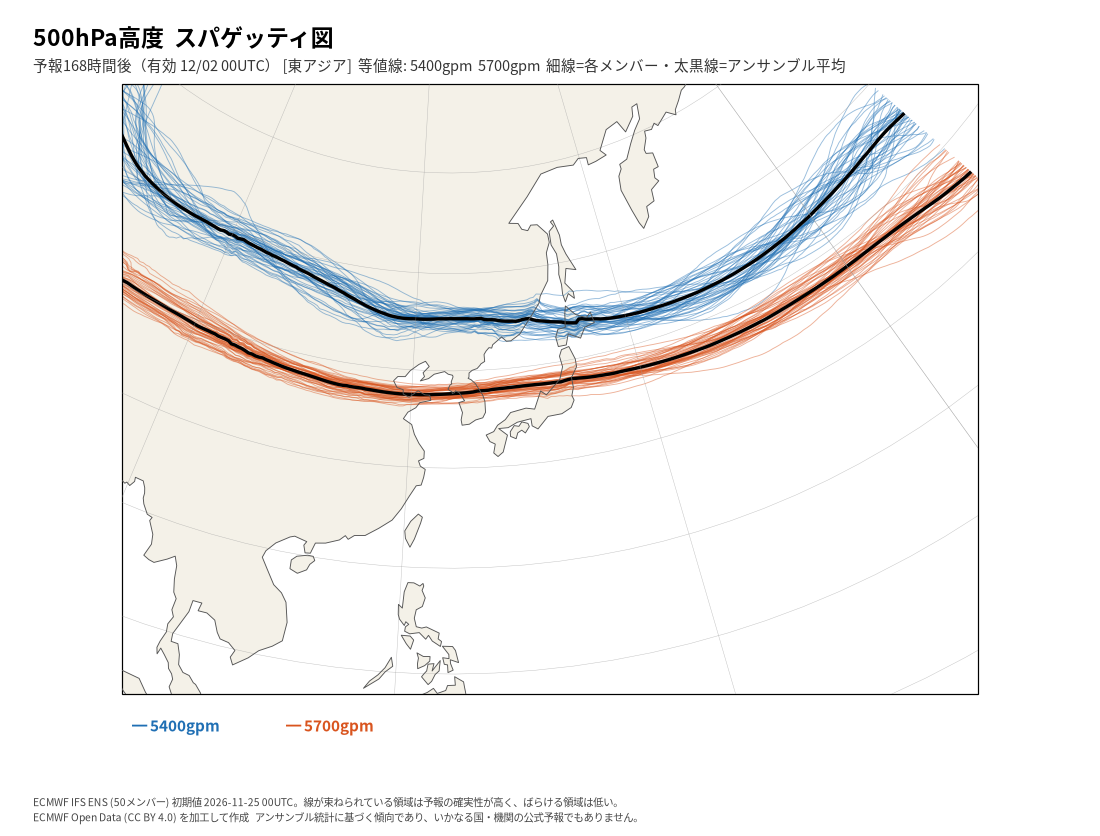 500hPa高度 スパゲッティ図
予報168時間後（有効 12/02 00UTC） [東アジア] 等値線: 5400gpm 5700gpm 細線=各メンバー・太黒線=アンサンブル平均
5400gpm 5700gpm
ECMWF IFS ENS (50メンバー) 初期値 2026-11-25 00UTC。線が束ねられている領域は予報の確実性が高く、ばらける領域は低い。
ECMWF Open Data (CC BY 4.0) を加工して作成 アンサンブル統計に基づく傾向であり、いかなる国・機関の公式予報でもありません。